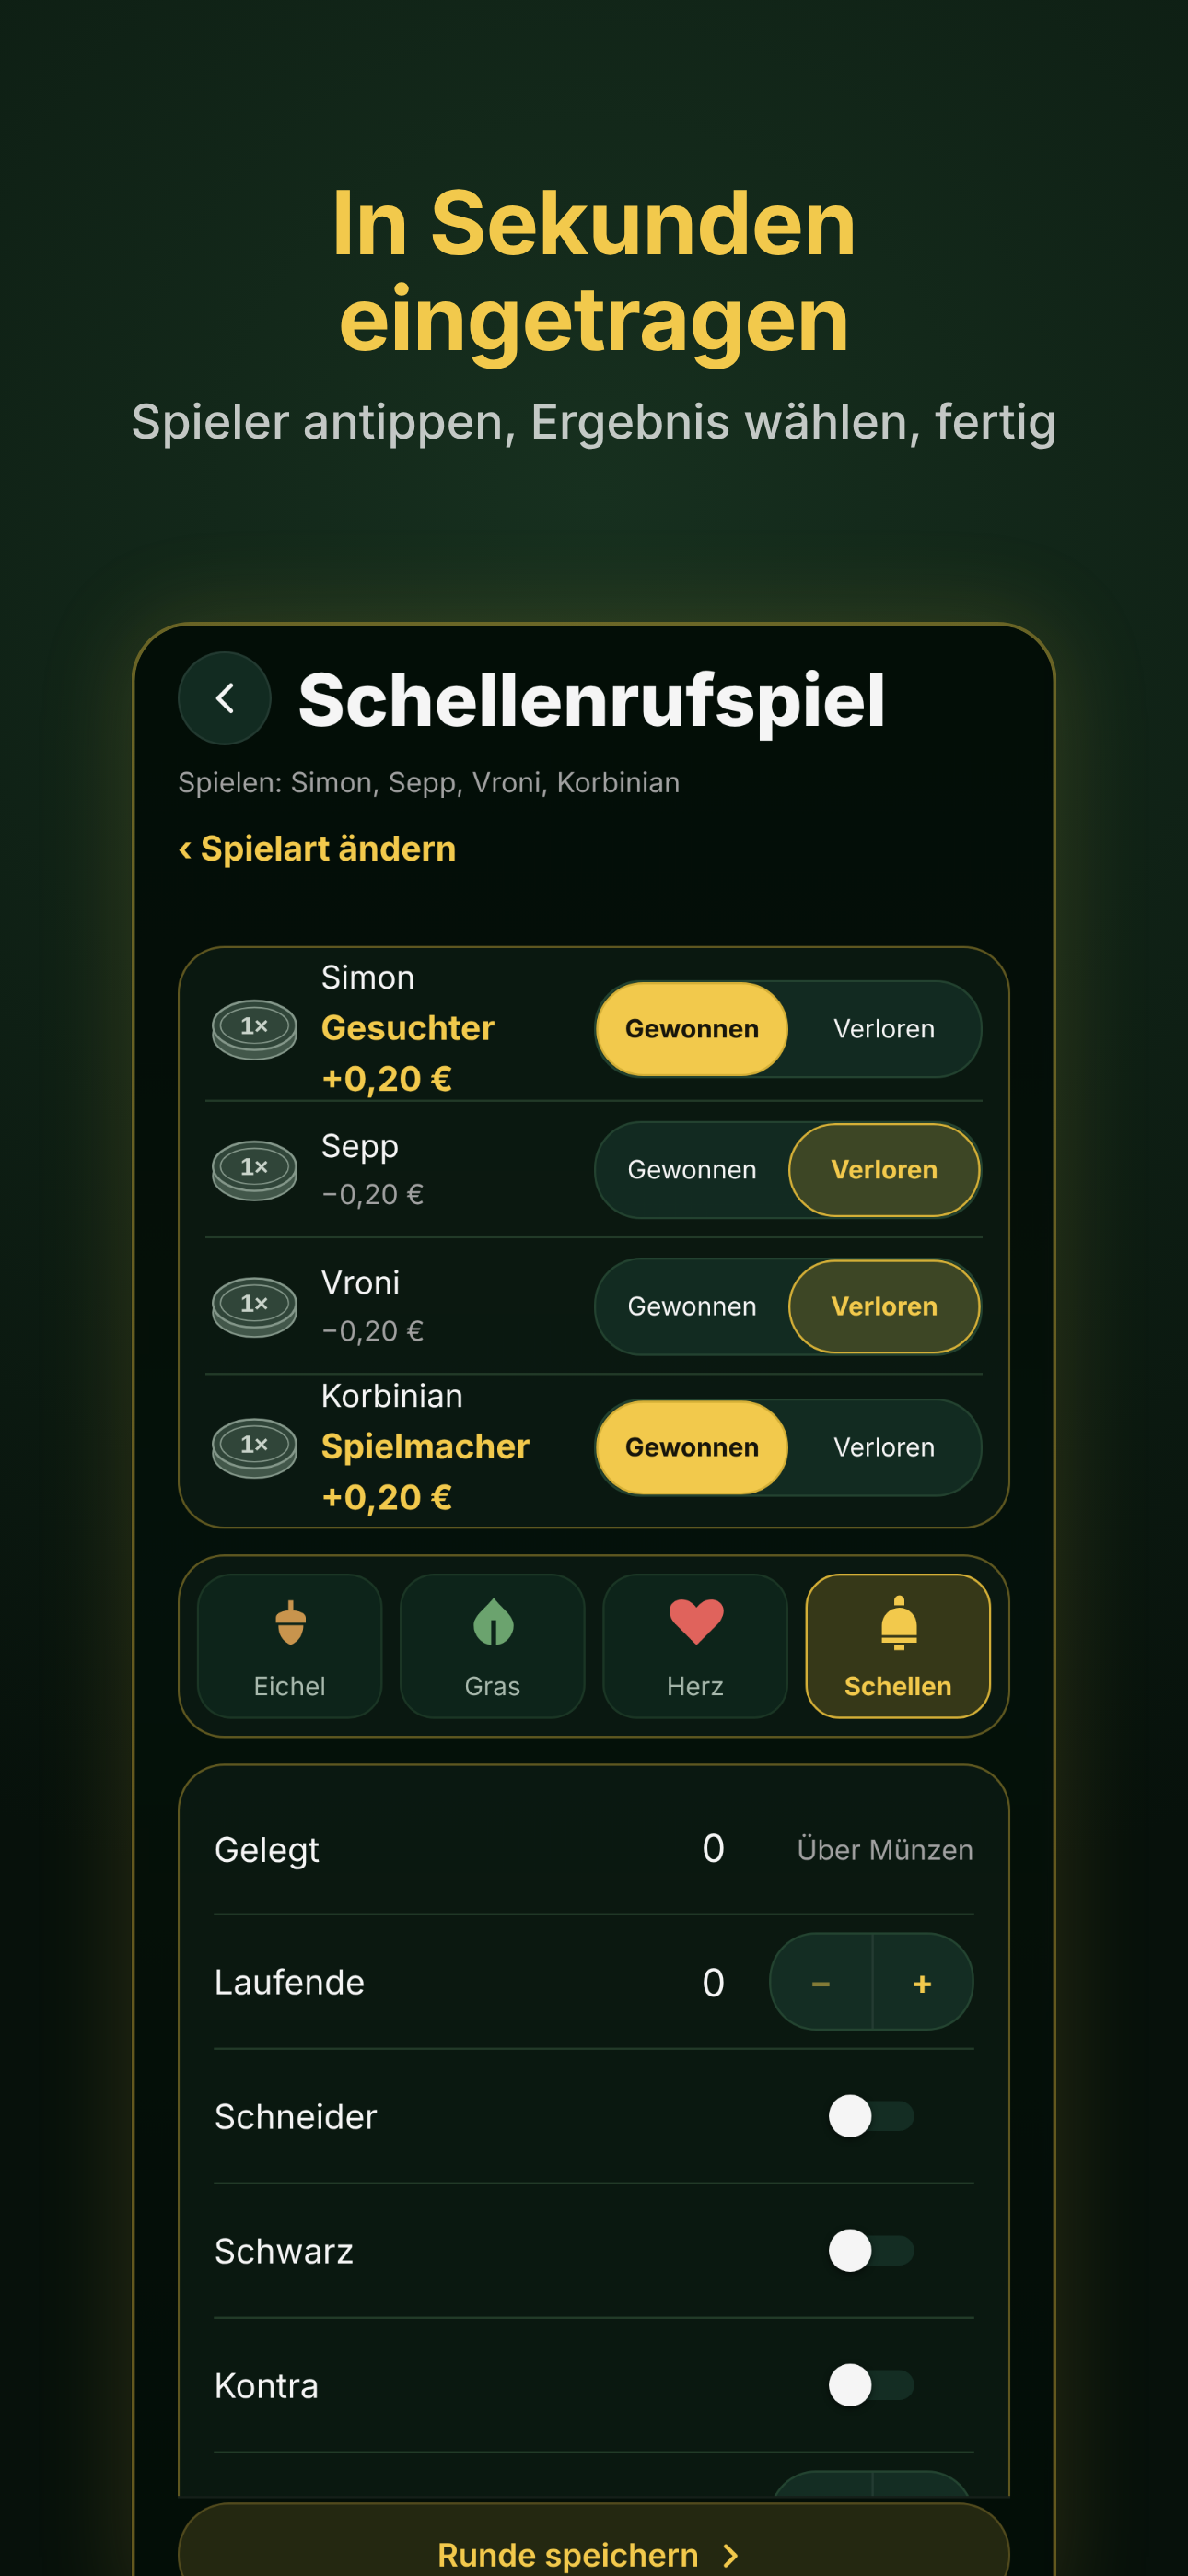 In Sekunden
eingetragen
Spieler antippen, Ergebnis wählen, fertig
Schellenrufspiel
Spielen: Simon, Sepp, Vroni, Korbinian
‹ Spielart ändern
1×
Simon
Gesuchter
+0,20 €
Gewonnen
Verloren
1×
Sepp
−0,20 €
Gewonnen
Verloren
1×
Vroni
−0,20 €
Gewonnen
Verloren
1×
Korbinian
Spielmacher
+0,20 €
Gewonnen
Verloren
Eichel
Gras
Herz
Schellen
Gelegt 0 Über Münzen
Laufende 0 − +
Schneider
Schwarz
Kontra
Runde speichern